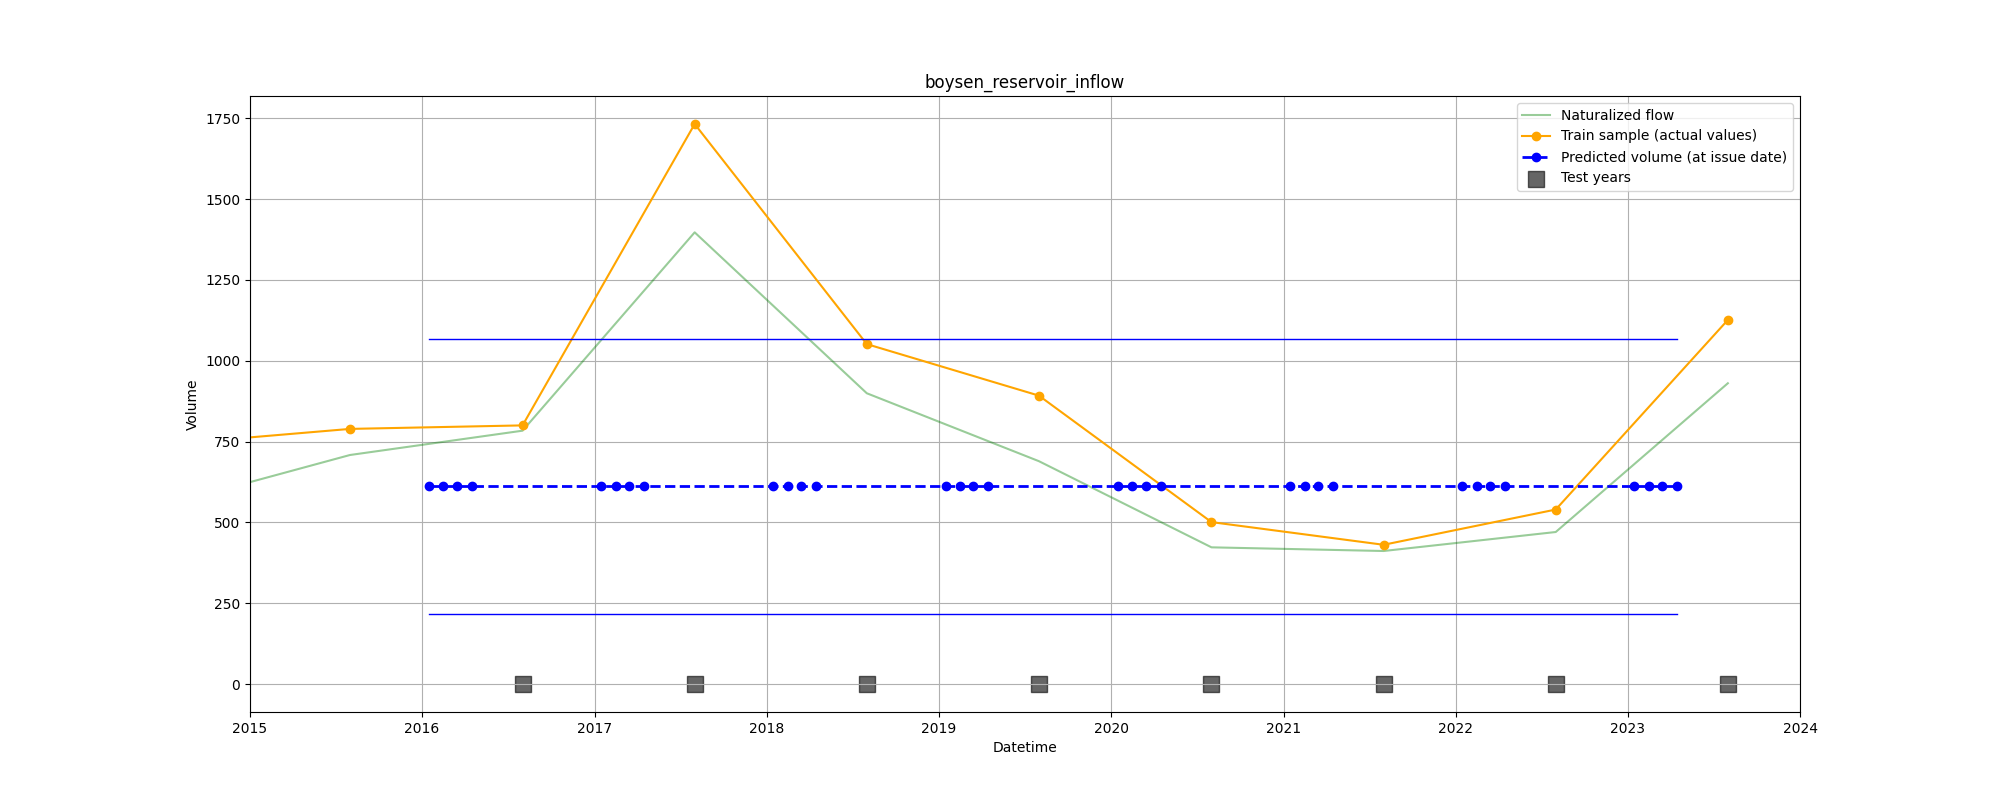 boysen_reservoir_inflow
Naturalized flow
Train sample (actual values)
Predicted volume (at issue date)
Test years
Volume
1750
1500
1250
1000
750
500
250
0
2015 2016 2017 2018 2019 2020 2021 2022 2023 2024
Datetime